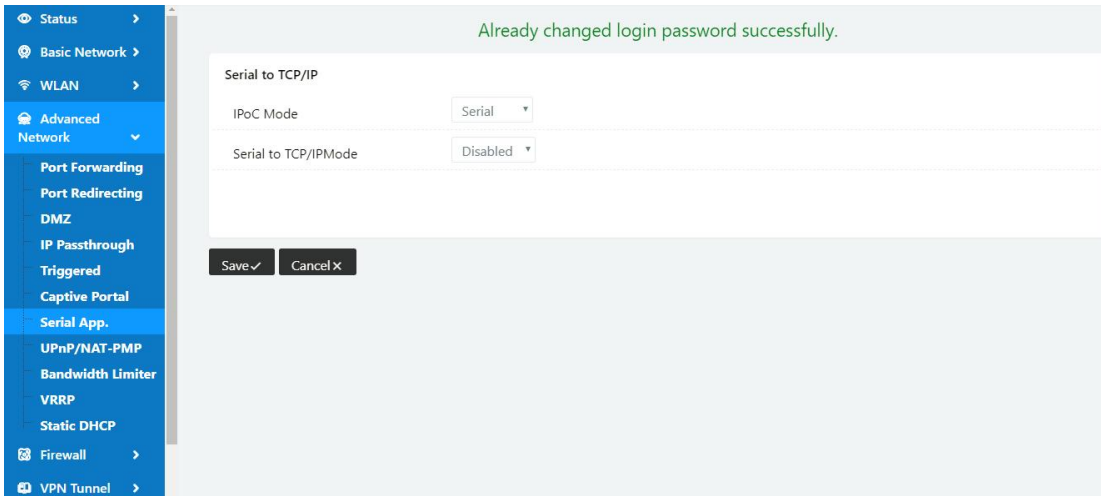 Status
Basic Network
WLAN
Advanced
Network
Port Forwarding
Port Redirecting
DMZ
IP Passthrough
Triggered
Captive Portal
Serial App.
UPnP/NAT-PMP
Bandwidth Limiter
VRRP
Static DHCP
Firewall
VPN Tunnel
Already changed login password successfully.
Serial to TCP/IP
IPoC Mode Serial
Serial to TCP/IPMode Disabled
Save Cancel